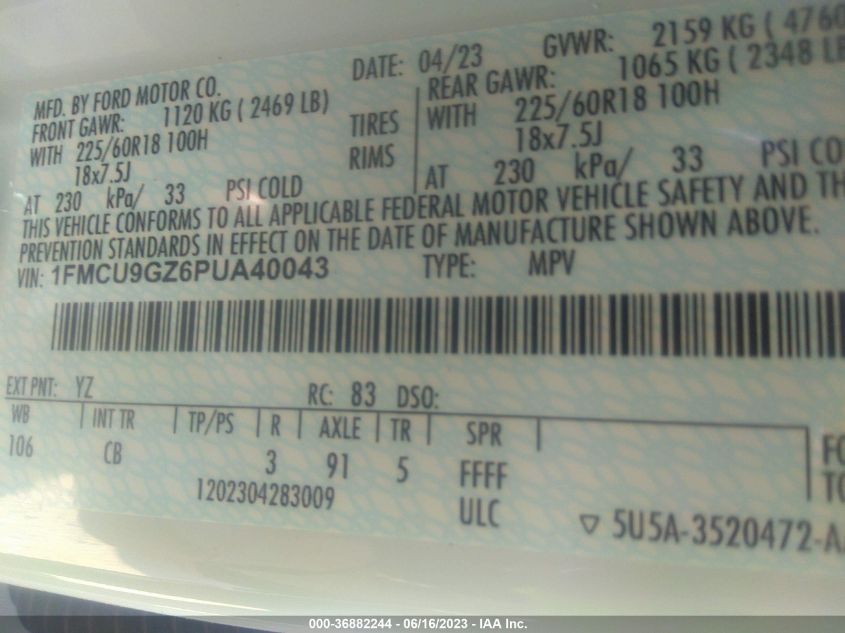 MFD. BY FORD MOTOR CO. DATE: 04/23 GVWR: 2159 KG ( 4760
FRONT GAWR: 1120 KG ( 2469 LB) REAR GAWR: 1065 KG ( 2348 LB
WITH 225/60R18 100H TIRES WITH 225/60R18 100H
18x7.5J RIMS 18x7.5J
AT 230 kPa/ 33 PSI COLD AT 230 kPa/ 33 PSI CO
THIS VEHICLE CONFORMS TO ALL APPLICABLE FEDERAL MOTOR VEHICLE SAFETY AND TH
PREVENTION STANDARDS IN EFFECT ON THE DATE OF MANUFACTURE SHOWN ABOVE.
VIN: 1FMCU9GZ6PUA40043 TYPE: MPV
EXT PNT: YZ RC: 83 DSO:
WB INT TR TP/PS R AXLE TR SPR
106 CB 3 91 5 FFFF
1202304283009 ULC
FO
TO
▽ 5U5A-3520472-A
000-36882244 - 06/16/2023 - IAA Inc.